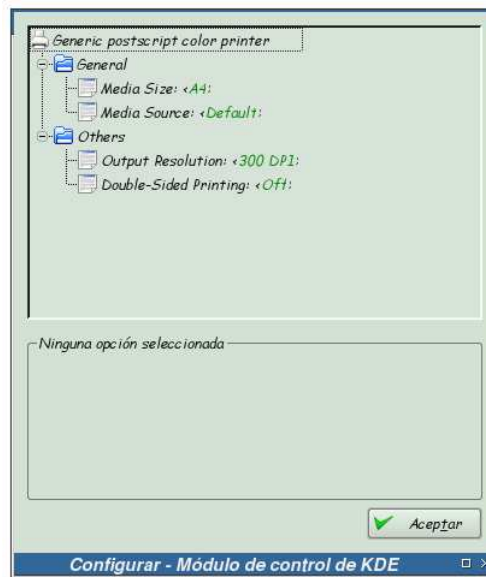 Generic postscript color printer
General
Media Size: <A4:
Media Source: <Default:
Others
Output Resolution: <300 DPI:
Double-Sided Printing: <Off:
Ninguna opción seleccionada
Aceptar
Configurar - Módulo de control de KDE